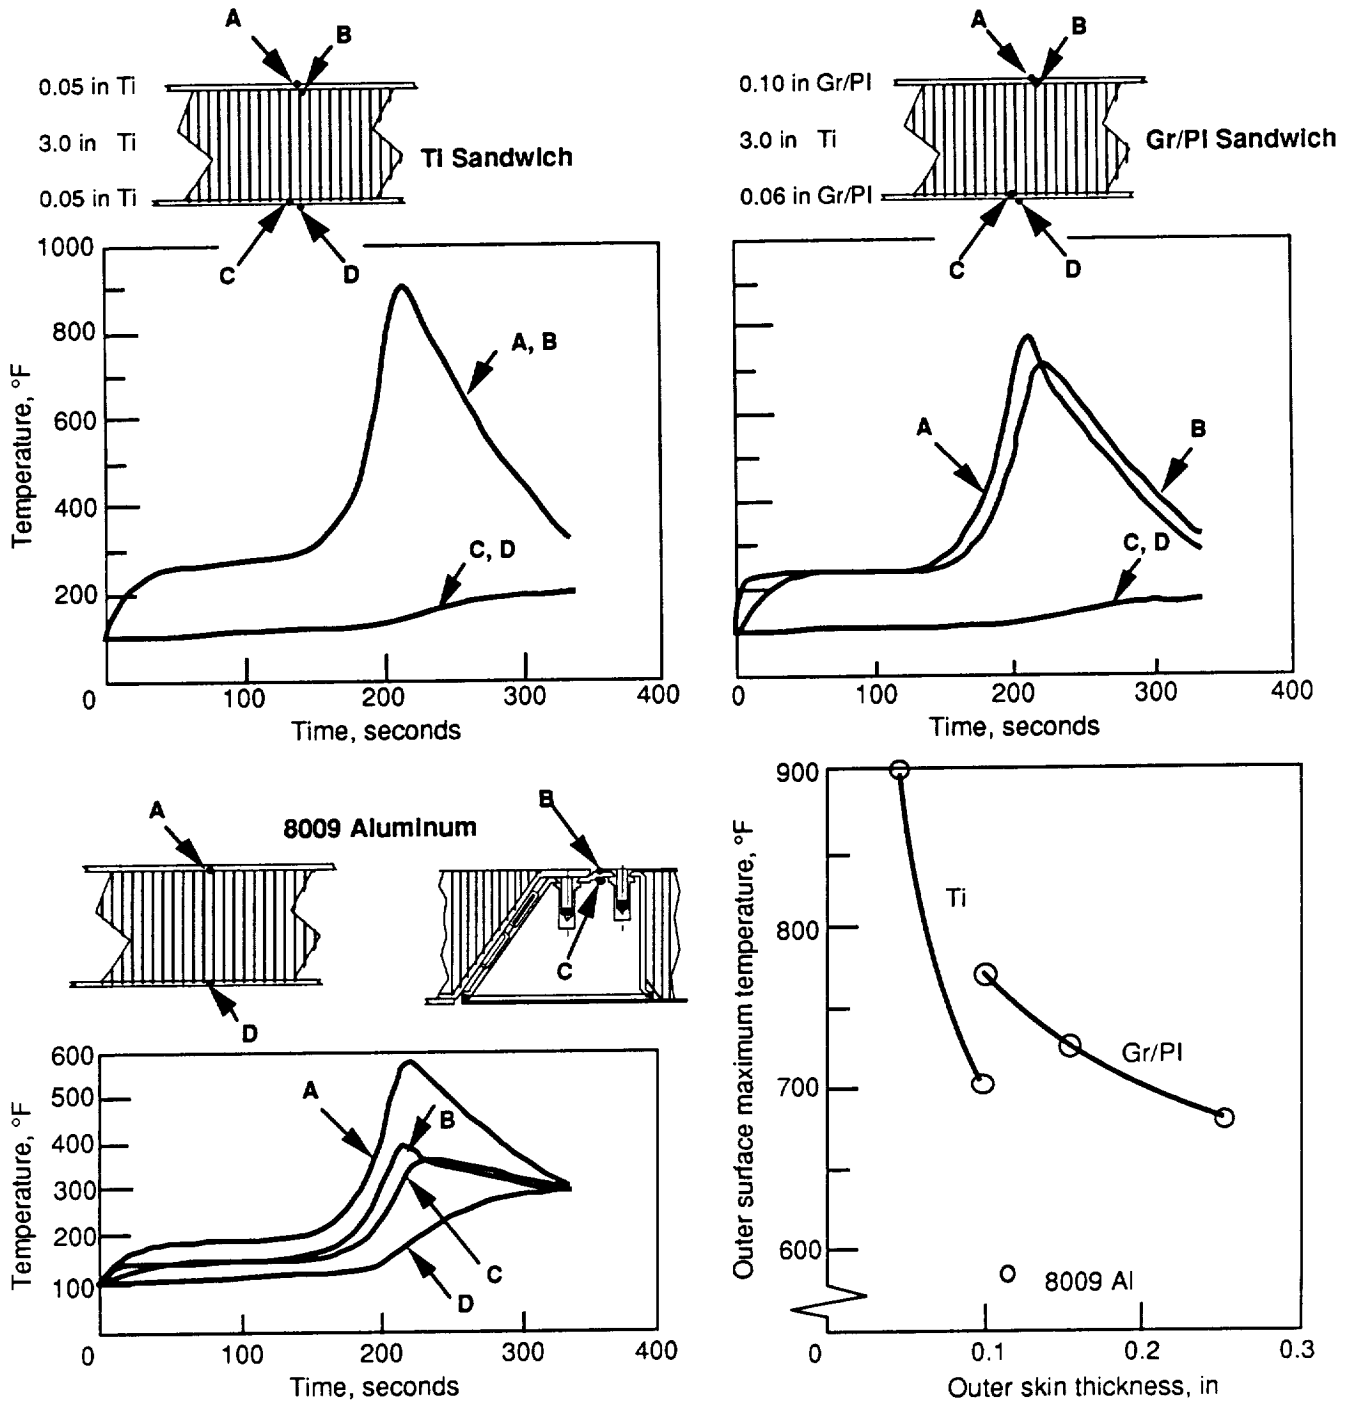 A
B
0.05 in Ti
3.0 in Ti
0.05 in Ti
Ti Sandwich
C
D
1000
800
600
400
200
0
100
200
300
400
Temperature, °F
Time, seconds
A, B
C, D
A
B
0.10 in Gr/PI
3.0 in Ti
0.06 in Gr/PI
Gr/PI Sandwich
C
D
A
B
C, D
0
100
200
300
400
Time, seconds
A
8009 Aluminum
B
C
D
600
500
400
300
200
100
0
100
200
300
400
Temperature, °F
Time, seconds
A
B
C
D
900
800
700
600
0
0.1
0.2
0.3
Outer surface maximum temperature, °F
Outer skin thickness, in
Ti
Gr/PI
8009 Al